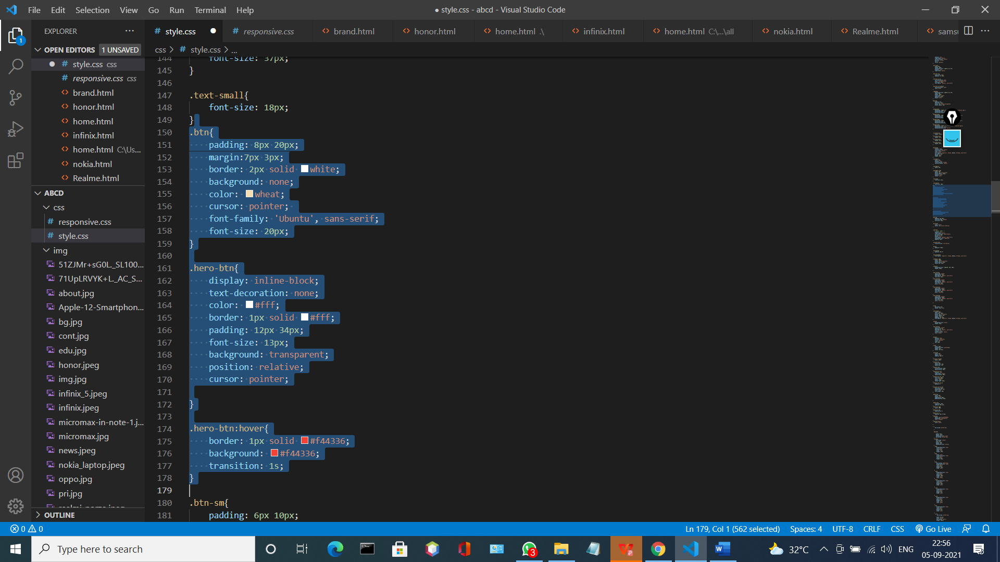 File Edit Selection View Go Run Terminal Help
● style.css - abcd - Visual Studio Code
EXPLORER ...
# style.css ●
# responsive.css
<> brand.html
<> honor.html
<> home.html .\
<> infinix.html
<> home.html C:\...\all
<> nokia.html
<> Realme.html
<> samsu
OPEN EDITORS 1 UNSAVED
css > # style.css > ...
● # style.css css
# responsive.css css
<> brand.html
<> honor.html
<> home.html
<> infinix.html
<> home.html C:\Us...
<> nokia.html
<> Realme.html
ABCD
css
# responsive.css
# style.css
img
51ZJMr+sG0L._SL100...
71UpLRVYK+L._AC_S...
about.jpg
Apple-12-Smartphon...
bg.jpg
cont.jpg
edu.jpg
honor.jpeg
img.jpg
infinix_5.jpeg
infinix.jpeg
micromax-in-note-1.j...
micromax.jpg
news.jpeg
nokia_laptop.jpeg
oppo.jpg
pri.jpg
OUTLINE
144 font-size: 37px;
145 }
146
147 .text-small{
148 font-size: 18px;
149 }
150 .btn{
151 padding: 8px 20px;
152 margin:7px 3px;
153 border: 2px solid white;
154 background: none;
155 color: wheat;
156 cursor: pointer;
157 font-family: 'Ubuntu', sans-serif;
158 font-size: 20px;
159 }
160
161 .hero-btn{
162 display: inline-block;
163 text-decoration: none;
164 color: #fff;
165 border: 1px solid #fff;
166 padding: 12px 34px;
167 font-size: 13px;
168 background: transparent;
169 position: relative;
170 cursor: pointer;
171
172 }
173
174 .hero-btn:hover{
175 border: 1px solid #f44336;
176 background: #f44336;
177 transition: 1s;
178 }
179
180 .btn-sm{
181 padding: 6px 10px;
0 0
Ln 179, Col 1 (562 selected) Spaces: 4 UTF-8 CRLF CSS Go Live
Type here to search
3
32°C ENG
22:56
05-09-2021